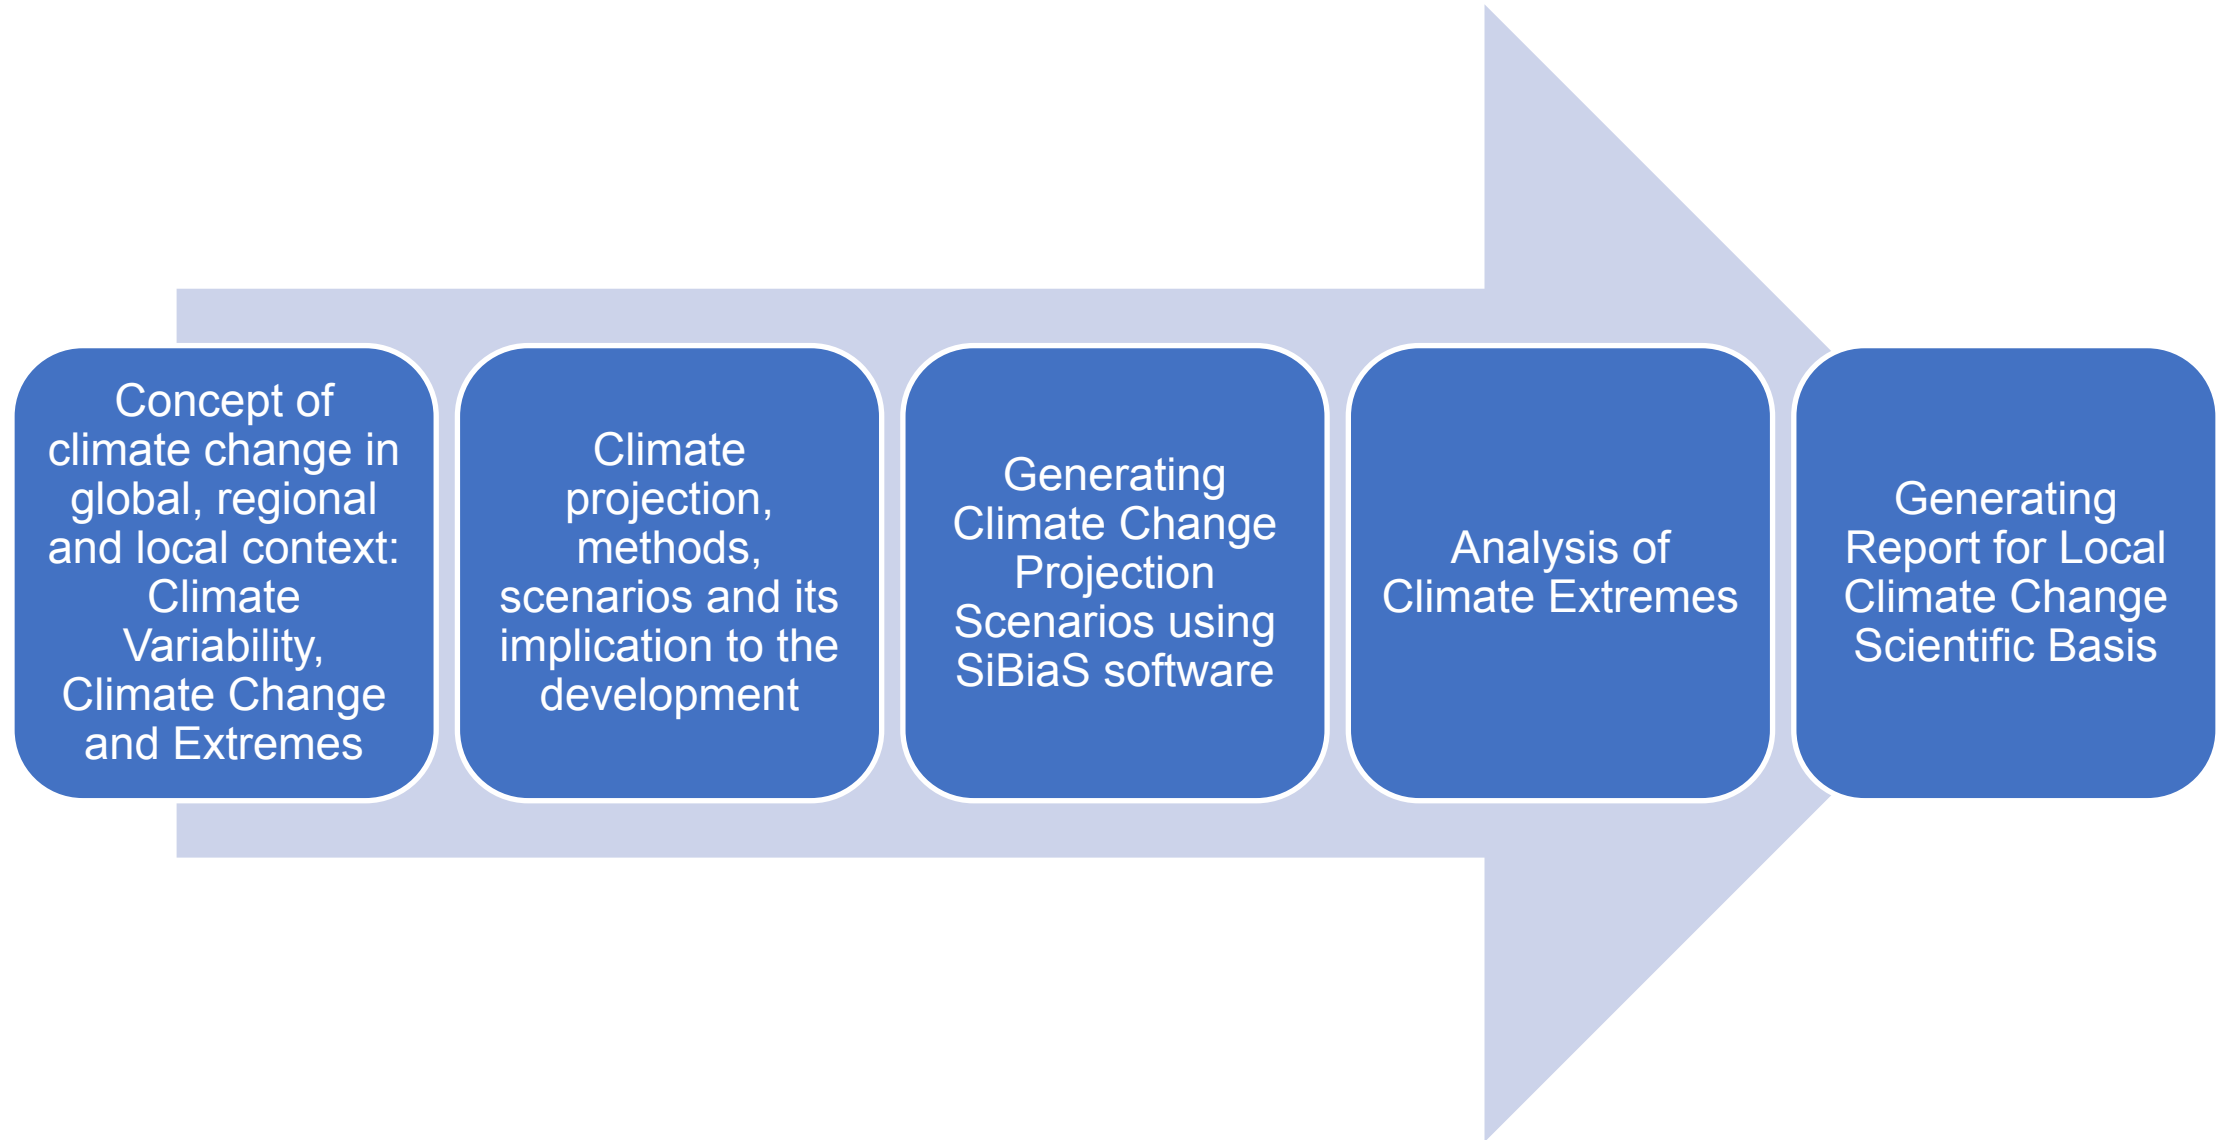 Concept of
climate change in
global, regional
and local context:
Climate
Variability,
Climate Change
and Extremes
Climate
projection,
methods,
scenarios and its
implication to the
development
Generating
Climate Change
Projection
Scenarios using
SiBiaS software
Analysis of
Climate Extremes
Generating
Report for Local
Climate Change
Scientific Basis